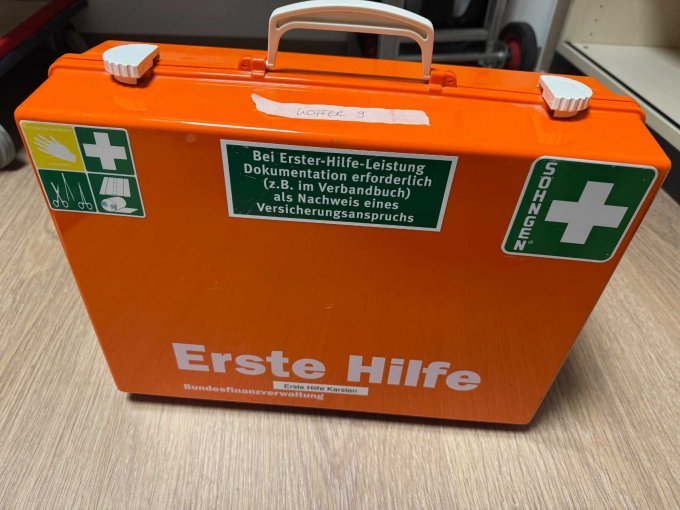 KOFFER 9
Bei Erster-Hilfe-Leistung
Dokumentation erforderlich
(z.B. im Verbandbuch)
als Nachweis eines
Versicherungsanspruchs
SÖHNGEN®
Erste Hilfe
Erste Hilfe Karsten
Bundesfinanzverwaltung